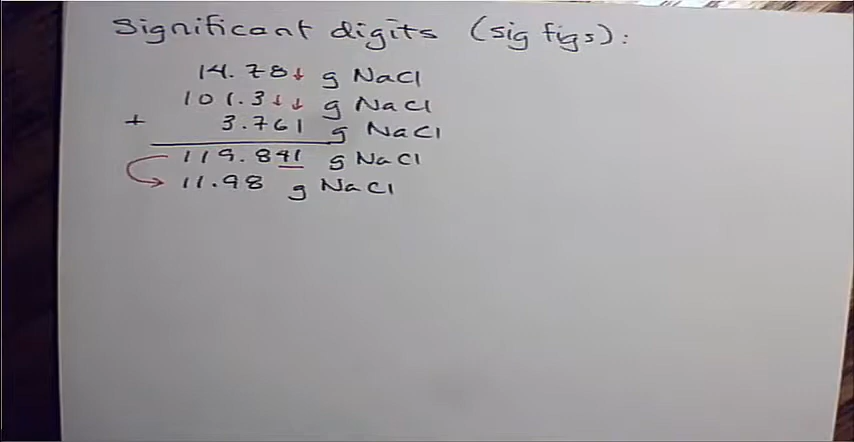 Significant digits (sig figs):
14.78↓ g NaCl
101.3↓↓ g NaCl
+ 3.761 g NaCl
119.841 g NaCl
11.98 g NaCl